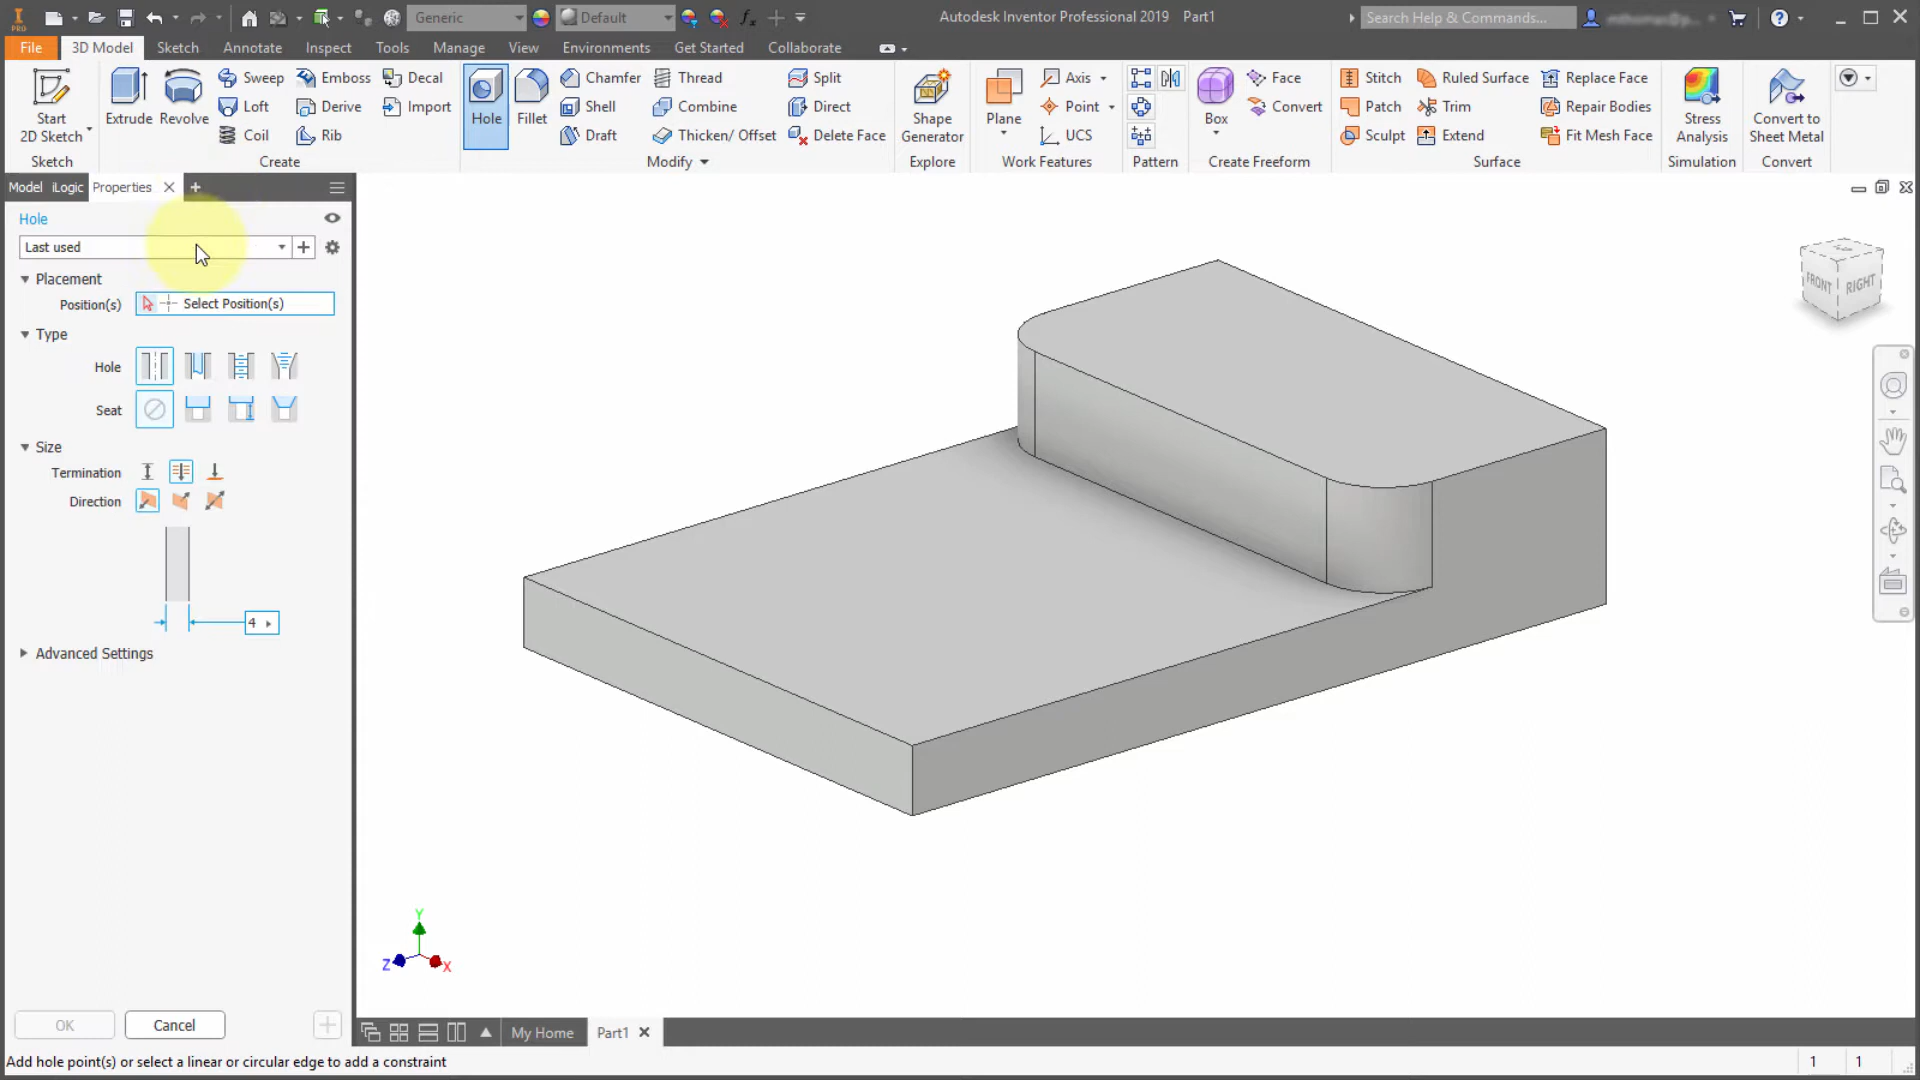 PRO Generic Default Autodesk Inventor Professional 2019 Part1 Search Help & Commands...
File 3D Model Sketch Annotate Inspect Tools Manage View Environments Get Started Collaborate
Sweep Emboss Decal Chamfer Thread Split Axis Face Stitch Ruled Surface Replace Face
Loft Derive Import Shell Combine Direct Point Convert Patch Trim Repair Bodies
Coil Rib Draft Thicken/ Offset Delete Face UCS Sculpt Extend Fit Mesh Face
Start
2D Sketch
Extrude
Revolve
Hole
Fillet
Shape
Generator
Plane
Box
Stress
Analysis
Convert to
Sheet Metal
Sketch Create Modify Explore Work Features Pattern Create Freeform Surface Simulation Convert
Model iLogic Properties
Hole
Last used
Placement
Position(s) Select Position(s)
Type
Hole
Seat
Size
Termination
Direction
4
Advanced Settings
OK Cancel
FRONT RIGHT
Y
Z
X
My Home Part1
Add hole point(s) or select a linear or circular edge to add a constraint
1 1